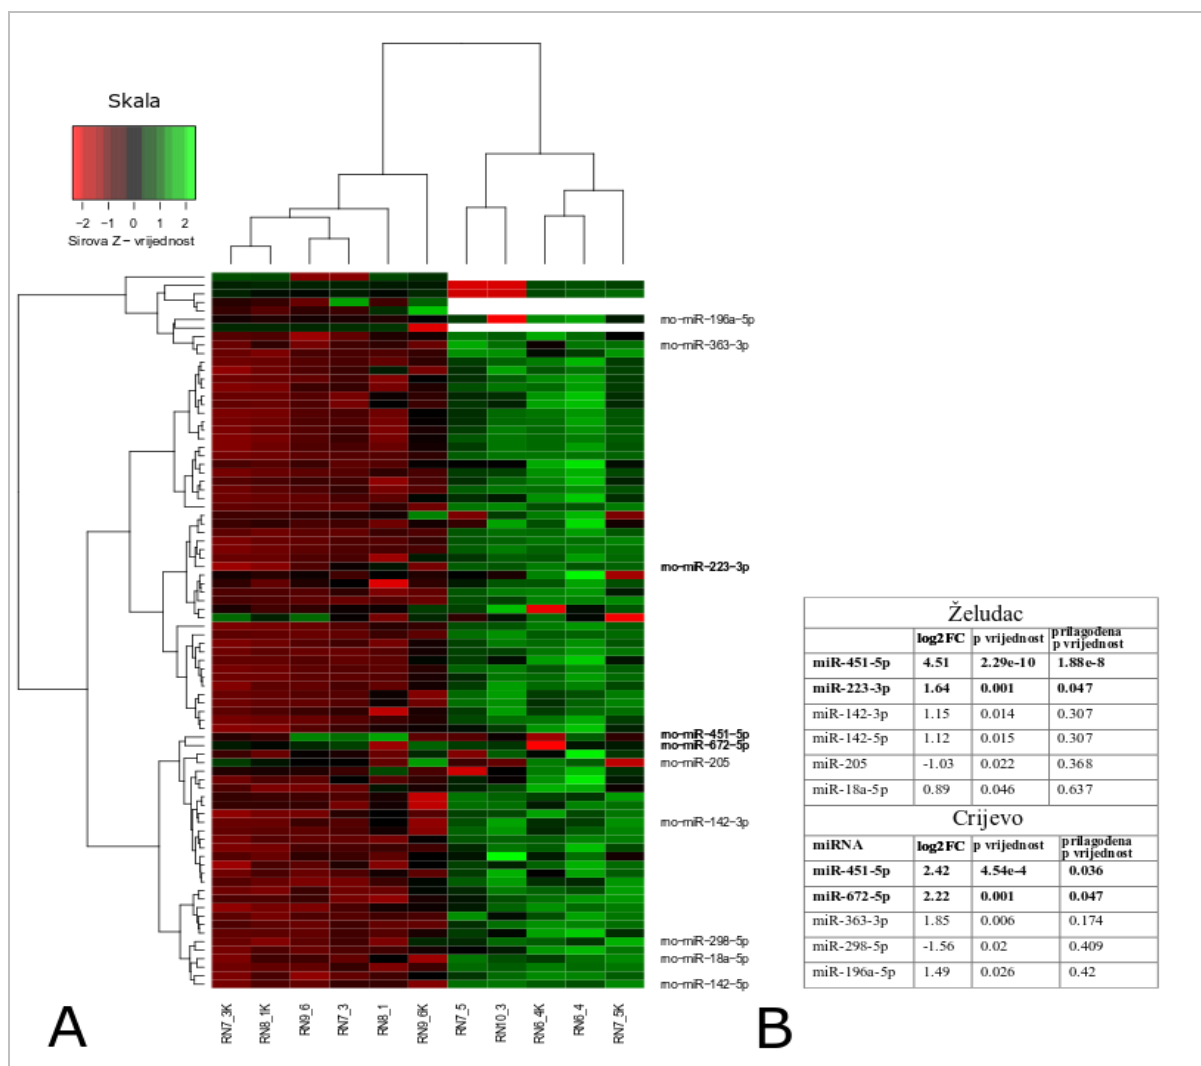 Skala
−2 −1 0 1 2
Sirova Z− vrijednost
rno-miR-196a-5p
rno-miR-363-3p
rno-miR-223-3p
rno-miR-451-5p
rno-miR-672-5p
rno-miR-205
rno-miR-142-3p
rno-miR-298-5p
rno-miR-18a-5p
rno-miR-142-5p
RN7_3K
RN8_1K
RN9_6
RN7_3
RN8_1
RN9_6K
RN7_5
RN10_3
RN6_4K
RN6_4
RN7_5K
A
Želudac
log2FC p vrijednost prilagođena
p vrijednost
miR-451-5p 4.51 2.29e-10 1.88e-8
miR-223-3p 1.64 0.001 0.047
miR-142-3p 1.15 0.014 0.307
miR-142-5p 1.12 0.015 0.307
miR-205 -1.03 0.022 0.368
miR-18a-5p 0.89 0.046 0.637
Crijevo
miRNA log2FC p vrijednost prilagođena
p vrijednost
miR-451-5p 2.42 4.54e-4 0.036
miR-672-5p 2.22 0.001 0.047
miR-363-3p 1.85 0.006 0.174
miR-298-5p -1.56 0.02 0.409
miR-196a-5p 1.49 0.026 0.42
B